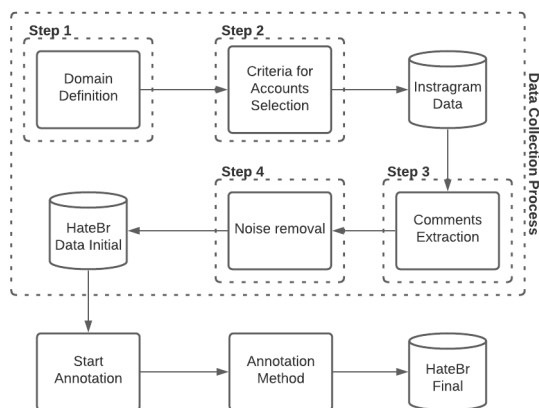 Step 1
Domain
Definition
Step 2
Criteria for
Accounts
Selection
Instragram
Data
Data Collection Process
Step 3
Comments
Extraction
Step 4
Noise removal
HateBr
Data Initial
Start
Annotation
Annotation
Method
HateBr
Final